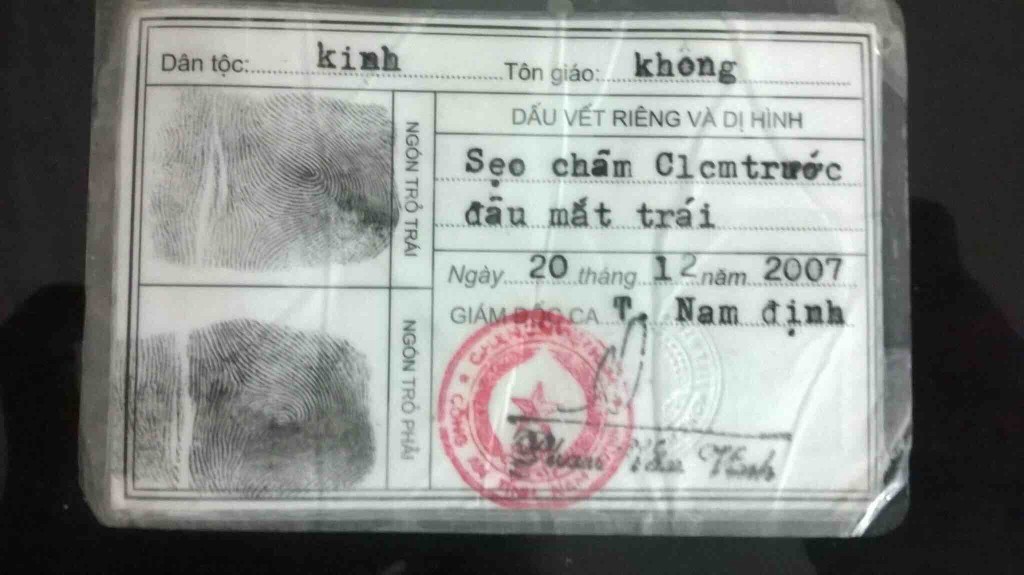 Dân tộc: kinh Tôn giáo: không
NGÓN TRỎ TRÁI
DẤU VẾT RIÊNG VÀ DỊ HÌNH
Sẹo chấm C1cmtrước
đầu mắt trái
Ngày 20 tháng 12 năm 2007
NGÓN TRỎ PHẢI
GIÁM ĐỐC CA T. Nam định